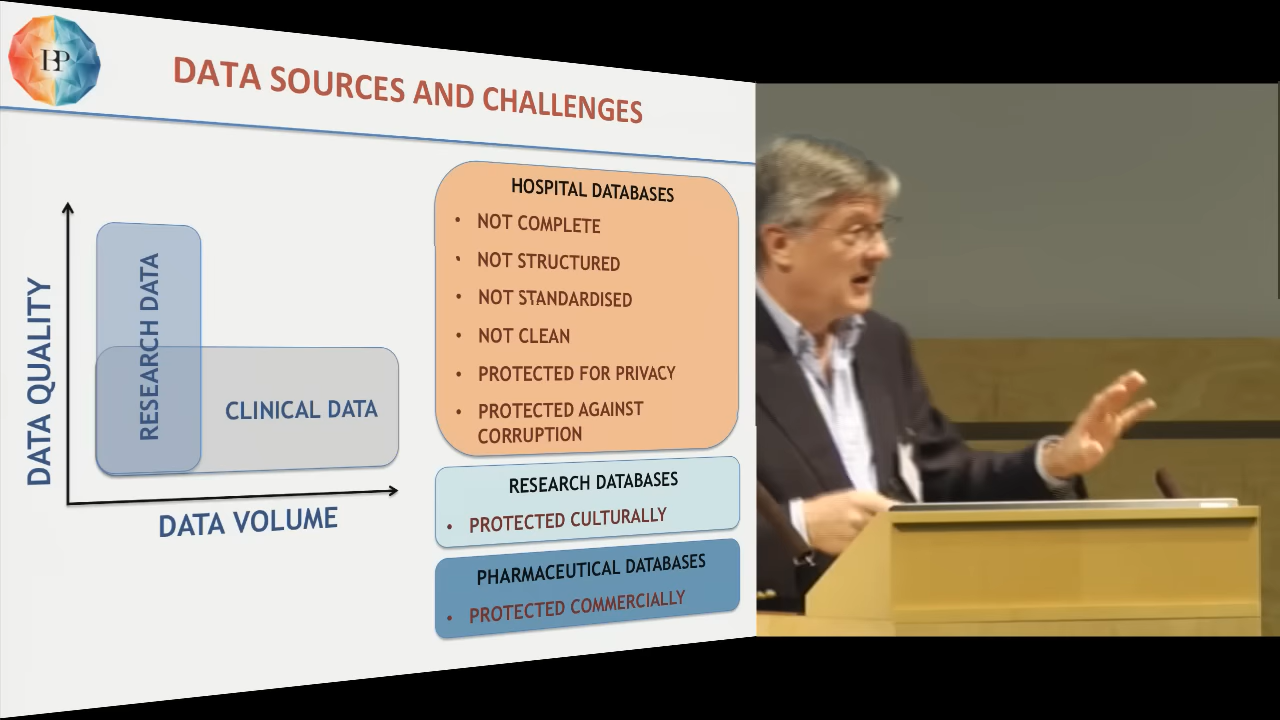 HBP
DATA SOURCES AND CHALLENGES
DATA QUALITY
RESEARCH DATA
CLINICAL DATA
DATA VOLUME
HOSPITAL DATABASES
• NOT COMPLETE
• NOT STRUCTURED
• NOT STANDARDISED
• NOT CLEAN
• PROTECTED FOR PRIVACY
• PROTECTED AGAINST
CORRUPTION
RESEARCH DATABASES
• PROTECTED CULTURALLY
PHARMACEUTICAL DATABASES
• PROTECTED COMMERCIALLY